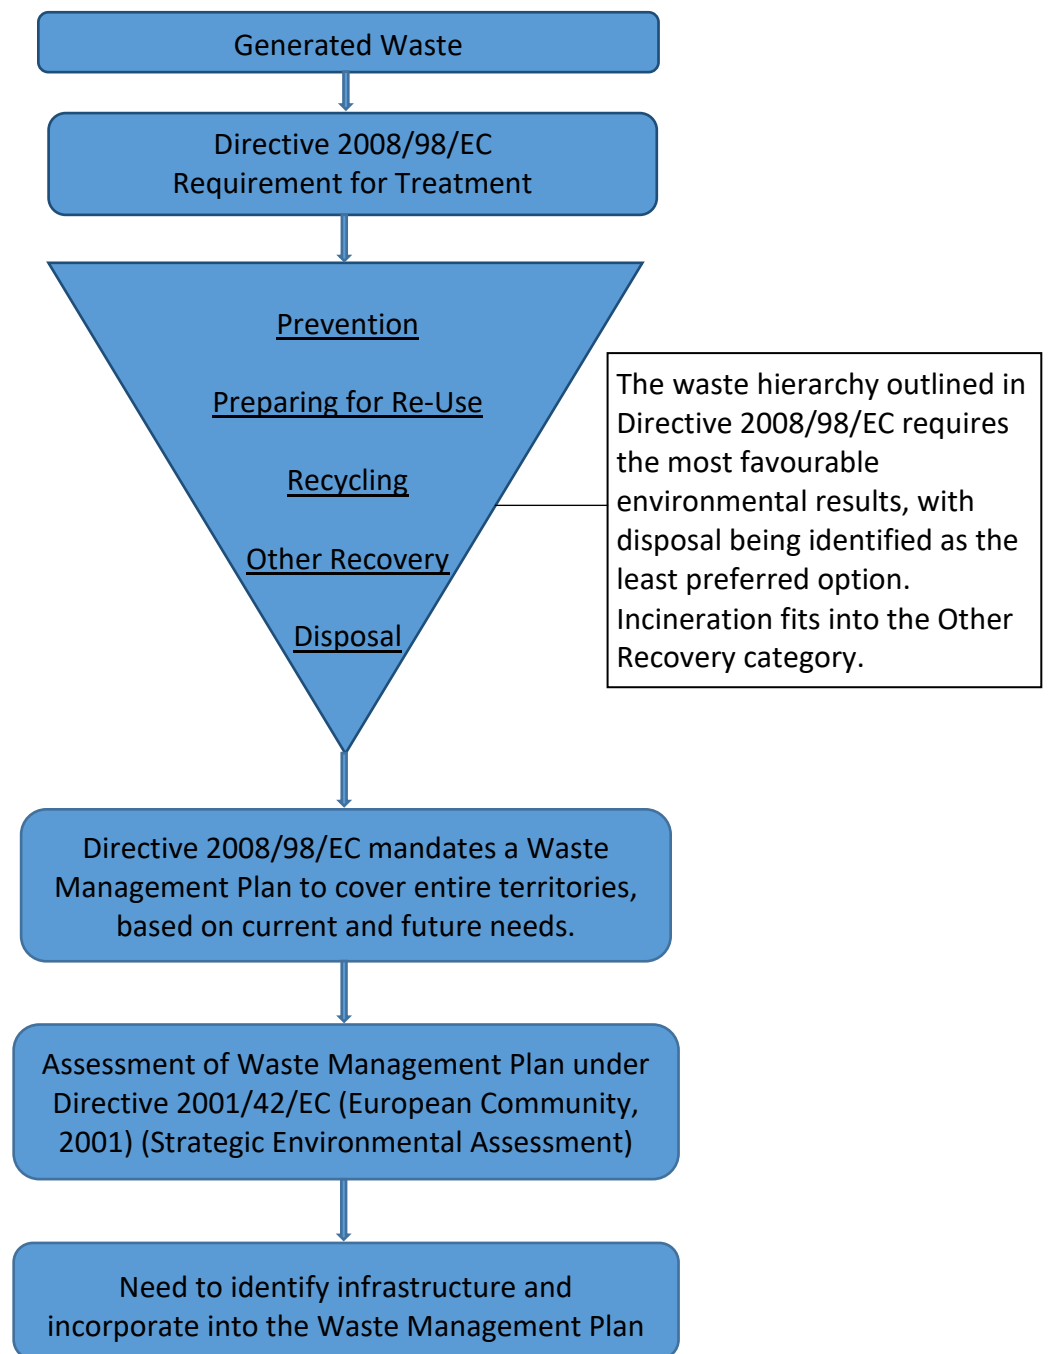 Generated Waste
Directive 2008/98/EC
Requirement for Treatment
Prevention
Preparing for Re-Use
Recycling
Other Recovery
Disposal
The waste hierarchy outlined in
Directive 2008/98/EC requires
the most favourable
environmental results, with
disposal being identified as the
least preferred option.
Incineration fits into the Other
Recovery category.
Directive 2008/98/EC mandates a Waste
Management Plan to cover entire territories,
based on current and future needs.
Assessment of Waste Management Plan under
Directive 2001/42/EC (European Community,
2001) (Strategic Environmental Assessment)
Need to identify infrastructure and
incorporate into the Waste Management Plan